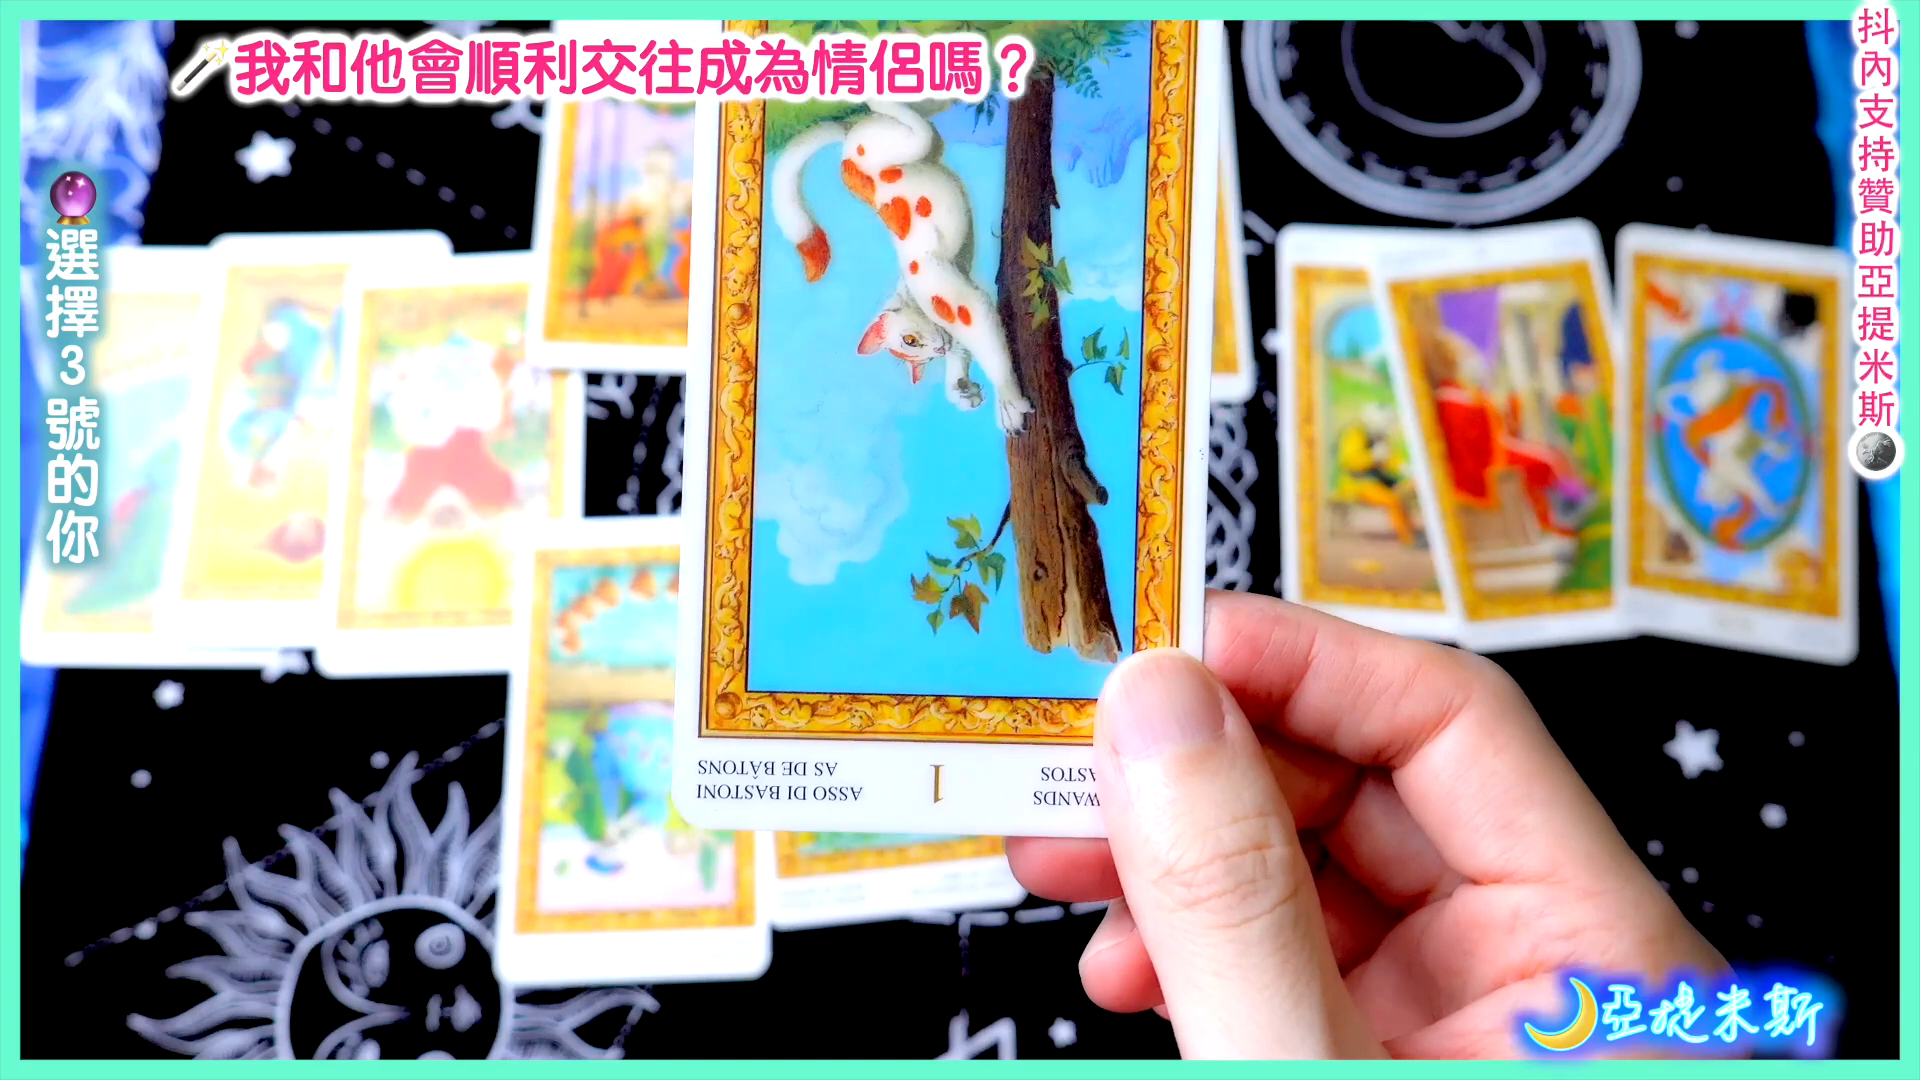 我和他會順利交往成為情侶嗎？
選擇3號的你
抖內支持贊助亞提米斯
AS DE BÂTONS
ASSO DI BASTONI
1
WANDS
亞提米斯